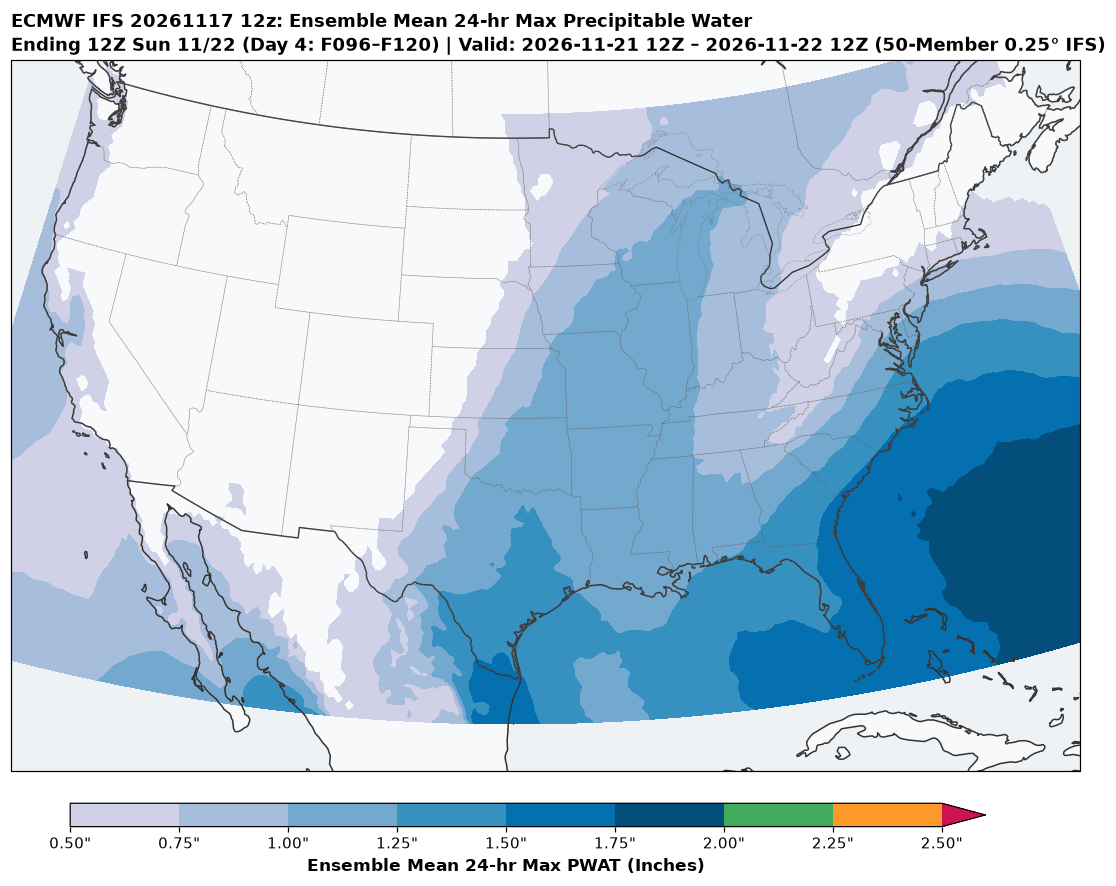 ECMWF IFS 20261117 12z: Ensemble Mean 24-hr Max Precipitable Water
Ending 12Z Sun 11/22 (Day 4: F096–F120) | Valid: 2026-11-21 12Z – 2026-11-22 12Z (50-Member 0.25° IFS)
0.50" 0.75" 1.00" 1.25" 1.50" 1.75" 2.00" 2.25" 2.50"
Ensemble Mean 24-hr Max PWAT (Inches)